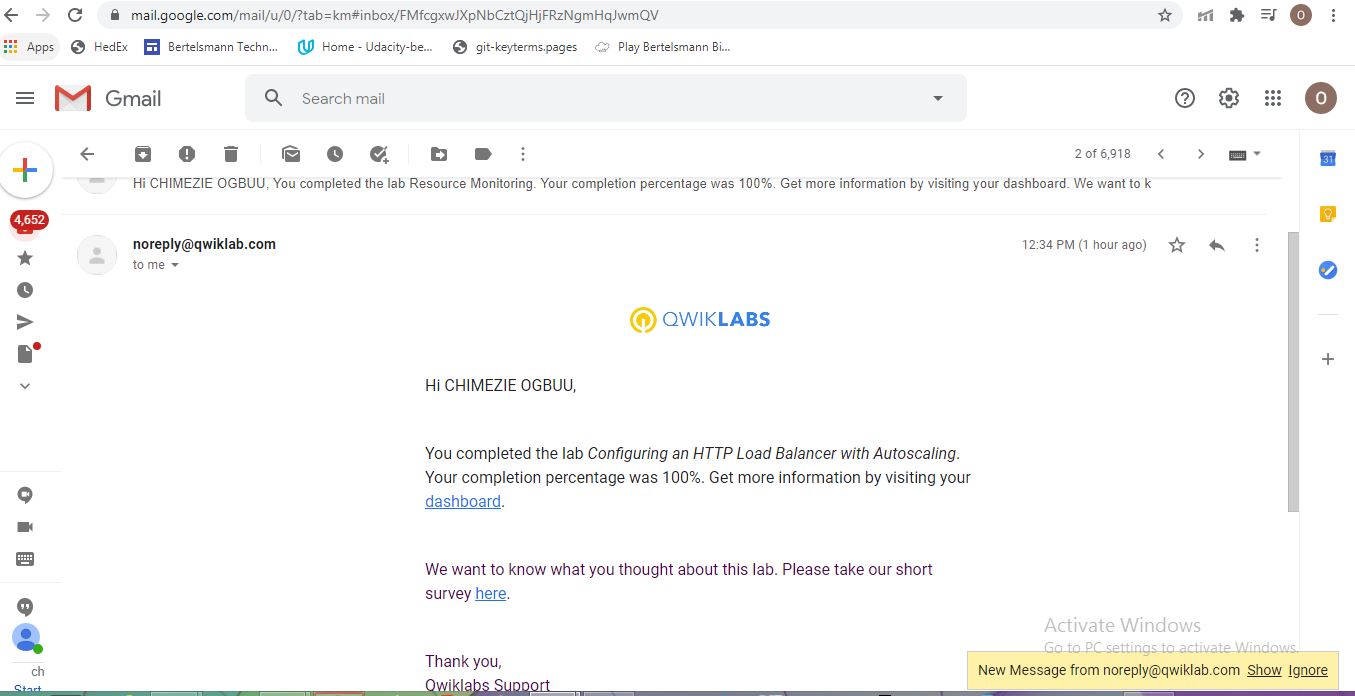 mail.google.com/mail/u/0/?tab=km#inbox/FMfcgxwJXpNbCztQjHjFRzNgmHqJwmQV
O
Apps HedEx Bertelsmann Techn... Home - Udacity-be... git-keyterms.pages Play Bertelsmann Bi...
Gmail
Search mail
O
2 of 6,918
31
Hi CHIMEZIE OGBUU, You completed the lab Resource Monitoring. Your completion percentage was 100%. Get more information by visiting your dashboard. We want to k
4,652
noreply@qwiklab.com
12:34 PM (1 hour ago)
to me
QWIKLABS
Hi CHIMEZIE OGBUU,
You completed the lab Configuring an HTTP Load Balancer with Autoscaling.
Your completion percentage was 100%. Get more information by visiting your
dashboard.
We want to know what you thought about this lab. Please take our short
survey here.
Thank you,
Qwiklabs Support
Activate Windows
Go to PC settings to activate Windows.
New Message from noreply@qwiklab.com Show Ignore
ch
Start